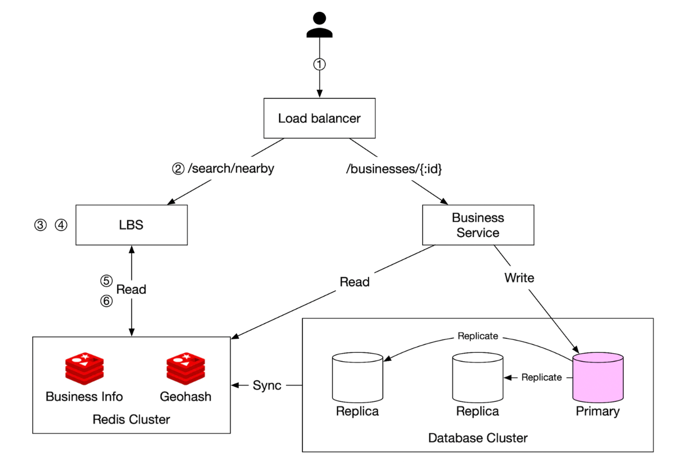 ①
Load balancer
② /search/nearby
/businesses/{:id}
③ ④
LBS
Business
Service
⑤
Read
⑥
Read
Write
Replicate
Replicate
Business Info
Geohash
Sync
Replica
Replica
Primary
Redis Cluster
Database Cluster